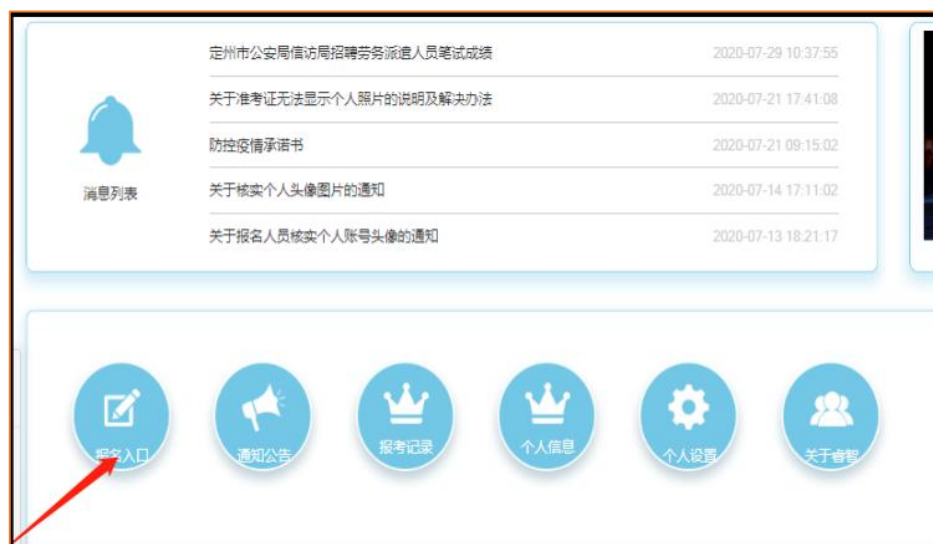 定州市公安局信访局招聘劳务派遣人员笔试成绩 2020-07-29 10:37:55
关于准考证无法显示个人照片的说明及解决办法 2020-07-21 17:41:08
防控疫情承诺书 2020-07-21 09:15:02
消息列表
关于核实个人头像图片的通知 2020-07-14 17:11:02
关于报名人员核实个人账号头像的通知 2020-07-13 18:21:17
报名入口 通知公告 报考记录 个人信息 个人设置 关于睿智